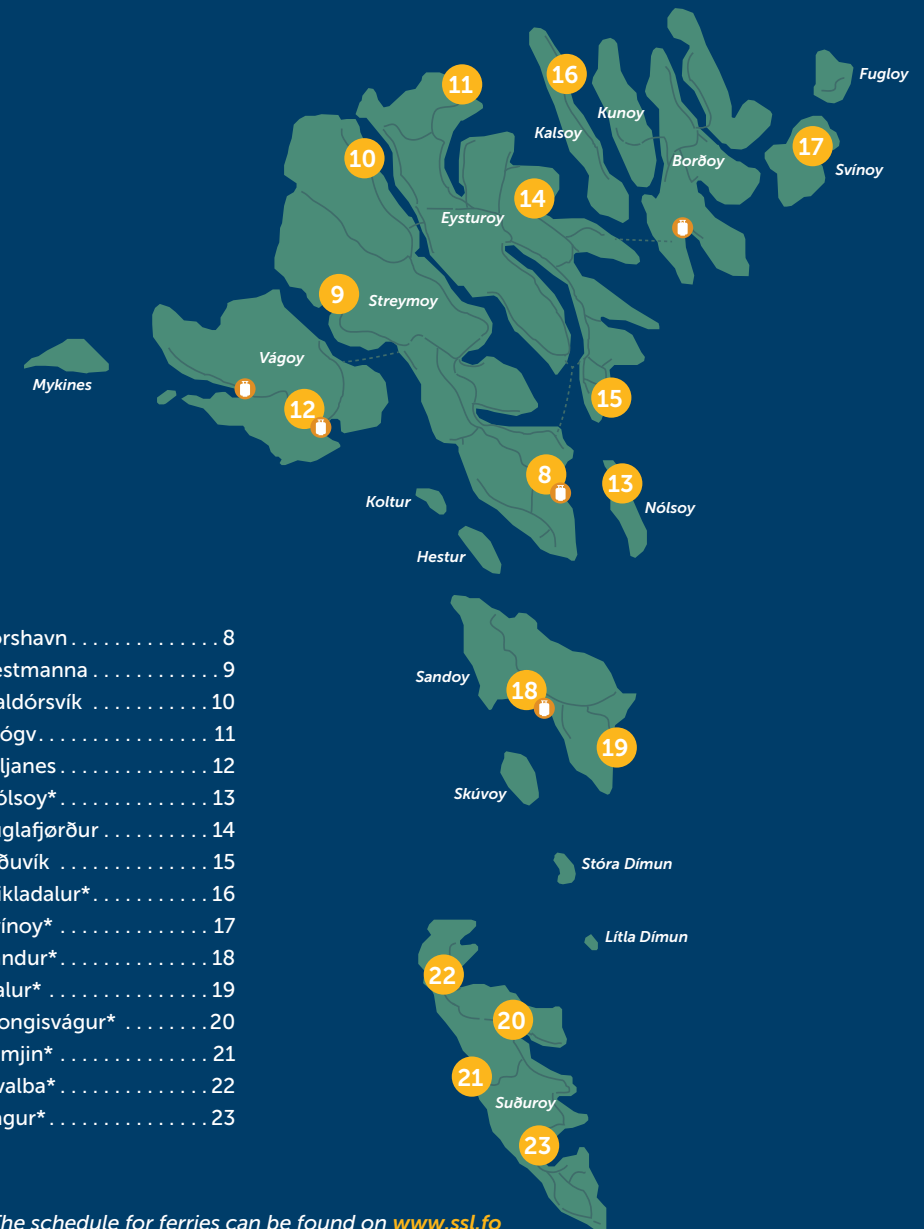 11
16
Fugloy
Kunoy
Kalsoy
10
17
Borðoy
Svínoy
14
Eysturoy
9
Streymoy
Vágoy
Mykines
12
15
8
13
Koltur
Nólsoy
Hestur
órshavn . . . . . . . . . . . . . . 8
estmanna . . . . . . . . . . . . 9
aldórsvík . . . . . . . . . . . 10
ógv . . . . . . . . . . . . . . . . . 11
ljanes . . . . . . . . . . . . . . . 12
ólsoy* . . . . . . . . . . . . . . . 13
glafjørður . . . . . . . . . . 14
ðuvík . . . . . . . . . . . . . . . 15
ikladalur* . . . . . . . . . . . . 16
ínoy* . . . . . . . . . . . . . . . 17
ndur* . . . . . . . . . . . . . . . 18
alur* . . . . . . . . . . . . . . . . 19
ongisvágur* . . . . . . . . 20
mjin* . . . . . . . . . . . . . . . 21
valba* . . . . . . . . . . . . . . . 22
gur* . . . . . . . . . . . . . . . . 23
Sandoy
18
19
Skúvoy
Stóra Dímun
Lítla Dímun
22
20
21
Suðuroy
23
The schedule for ferries can be found on www.ssl.fo